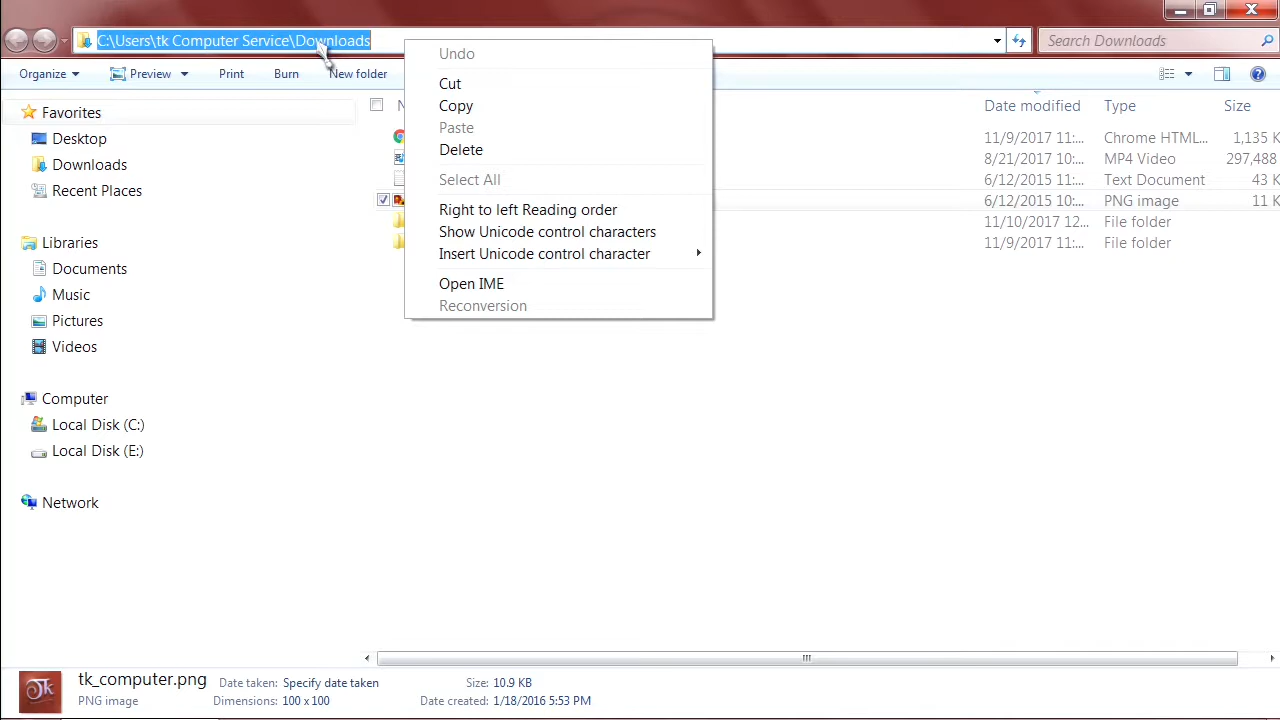 C:\Users\tk Computer Service\Downloads
Search Downloads
Organize
Preview
Print
Burn
New folder
Undo
Cut
Copy
Paste
Delete
Select All
Right to left Reading order
Show Unicode control characters
Insert Unicode control character
Open IME
Reconversion
Favorites
Desktop
Downloads
Recent Places
Libraries
Documents
Music
Pictures
Videos
Computer
Local Disk (C:)
Local Disk (E:)
Network
Date modified Type Size
11/9/2017 11:... Chrome HTML... 1,135 K
8/21/2017 10:... MP4 Video 297,488
6/12/2015 11:... Text Document 43 K
6/12/2015 10:... PNG image 11 K
11/10/2017 12... File folder
11/9/2017 11:... File folder
tk_computer.png Date taken: Specify date taken Size: 10.9 KB
PNG image Dimensions: 100 x 100 Date created: 1/18/2016 5:53 PM